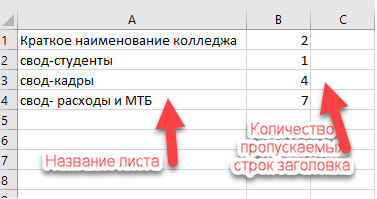 A B C
1 Краткое наименование колледжа 2
2 свод-студенты 1
3 свод-кадры 4
4 свод- расходы и МТБ 7
5
6
7
8
9
Название листа
Количество
пропускаемых
строк заголовка